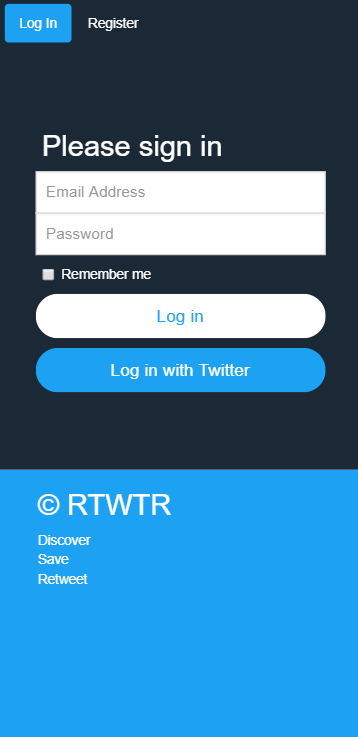 Log In Register
Please sign in
Email Address
Password
Remember me
Log in
Log in with Twitter
© RTWTR
Discover
Save
Retweet